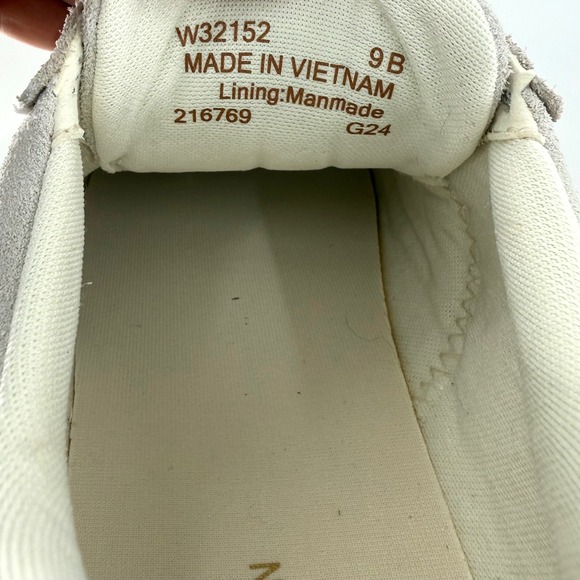 W32152
9 B
MADE IN VIETNAM
Lining:Manmade
216769
G24